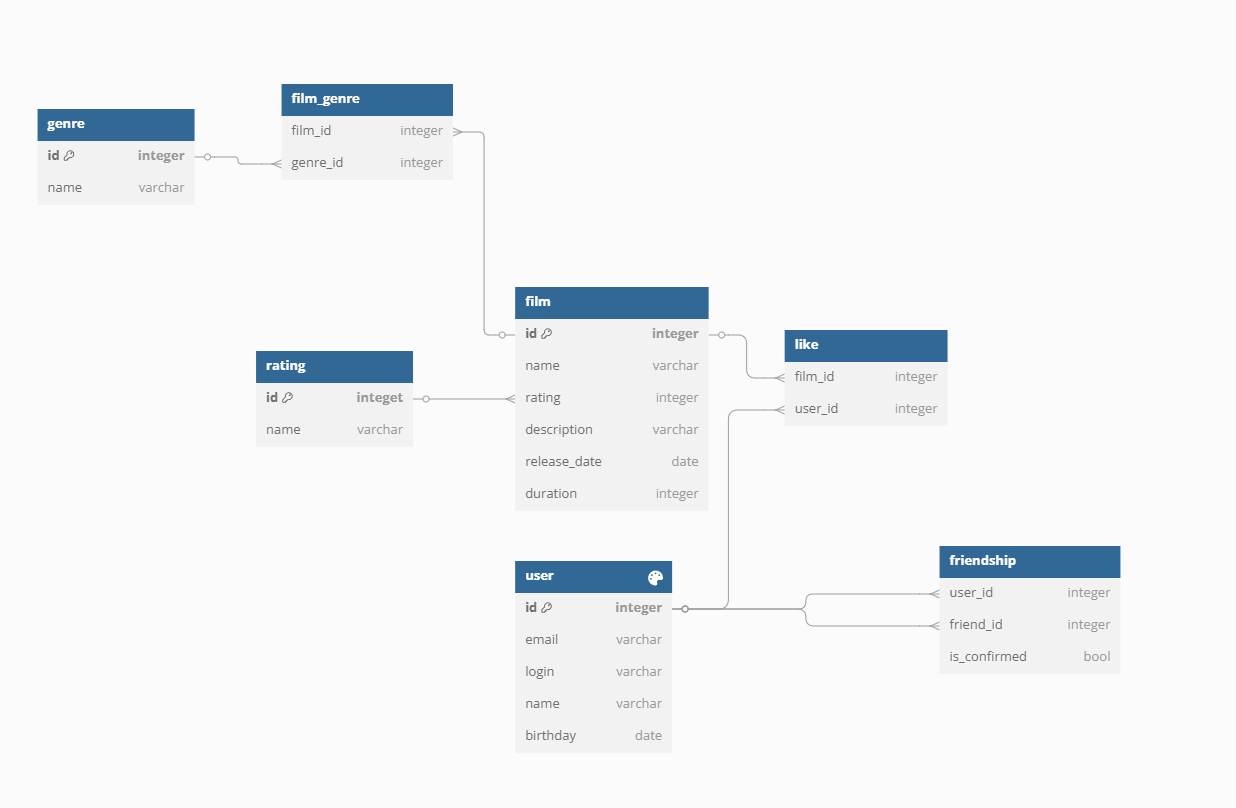 genre
id integer
name varchar
film_genre
film_id integer
genre_id integer
film
id integer
name varchar
rating integer
description varchar
release_date date
duration integer
rating
id integet
name varchar
like
film_id integer
user_id integer
user
id integer
email varchar
login varchar
name varchar
birthday date
friendship
user_id integer
friend_id integer
is_confirmed bool